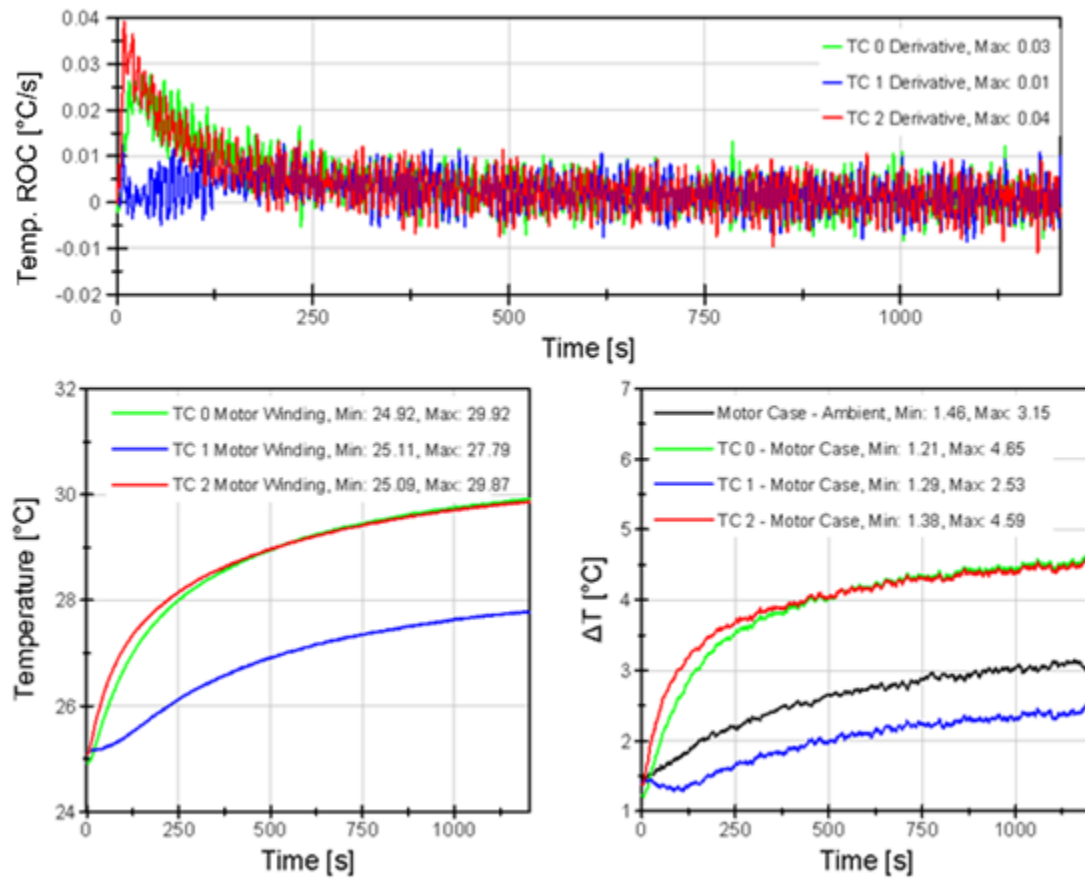 0.04
0.03
0.02
0.01
0
-0.01
-0.02
Temp. ROC [°C/s]
TC 0 Derivative, Max: 0.03
TC 1 Derivative, Max: 0.01
TC 2 Derivative, Max: 0.04
0 250 500 750 1000
Time [s]
32
30
28
26
24
Temperature [°C]
TC 0 Motor Winding, Min: 24.92, Max: 29.92
TC 1 Motor Winding, Min: 25.11, Max: 27.79
TC 2 Motor Winding, Min: 25.09, Max: 29.87
0 250 500 750 1000
Time [s]
7
6
5
4
3
2
1
ΔT [°C]
Motor Case - Ambient, Min: 1.46, Max: 3.15
TC 0 - Motor Case, Min: 1.21, Max: 4.65
TC 1 - Motor Case, Min: 1.29, Max: 2.53
TC 2 - Motor Case, Min: 1.38, Max: 4.59
0 250 500 750 1000
Time [s]